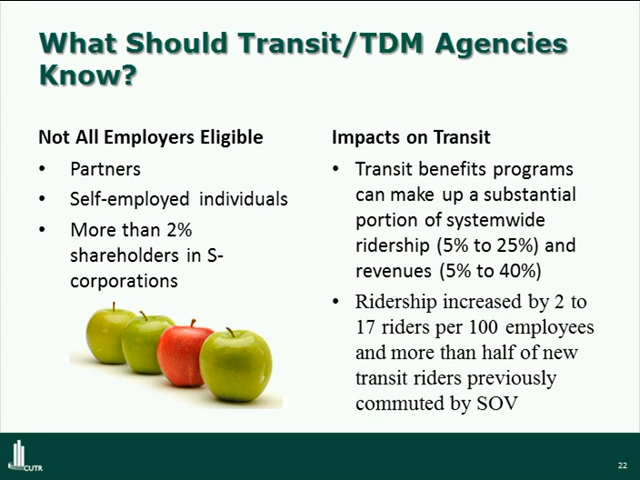 What Should Transit/TDM Agencies
Know?
Not All Employers Eligible
• Partners
• Self-employed individuals
• More than 2%
shareholders in S-
corporations
Impacts on Transit
• Transit benefits programs
can make up a substantial
portion of systemwide
ridership (5% to 25%) and
revenues (5% to 40%)
• Ridership increased by 2 to
17 riders per 100 employees
and more than half of new
transit riders previously
commuted by SOV
CUTR
22